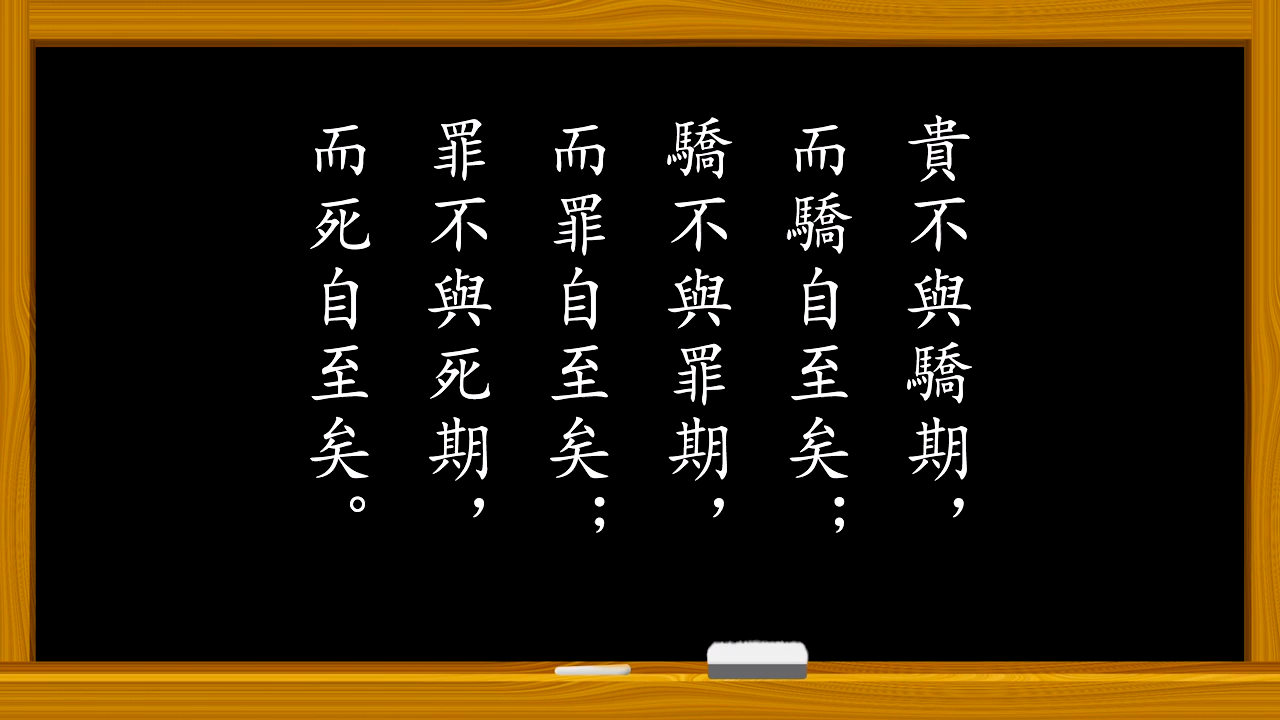 貴不與驕期，
而驕自至矣；
驕不與罪期，
而罪自至矣；
罪不與死期，
而死自至矣。